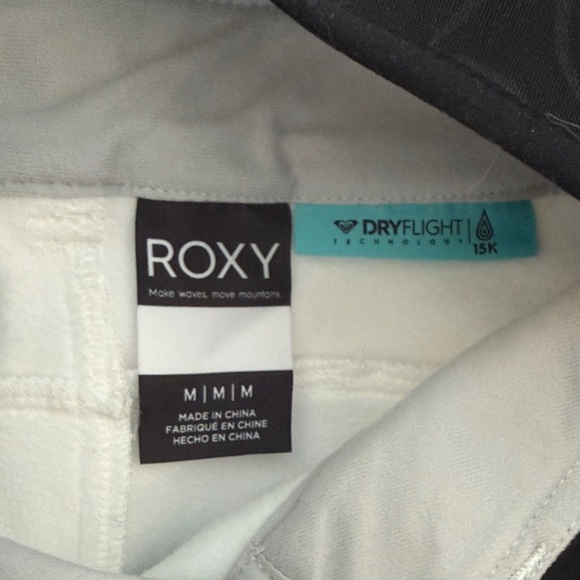 ROXY
Make waves, move mountains.
M | M | M
MADE IN CHINA
FABRIQUÉ EN CHINE
HECHO EN CHINA
DRYFLIGHT
TECHNOLOGY
15K